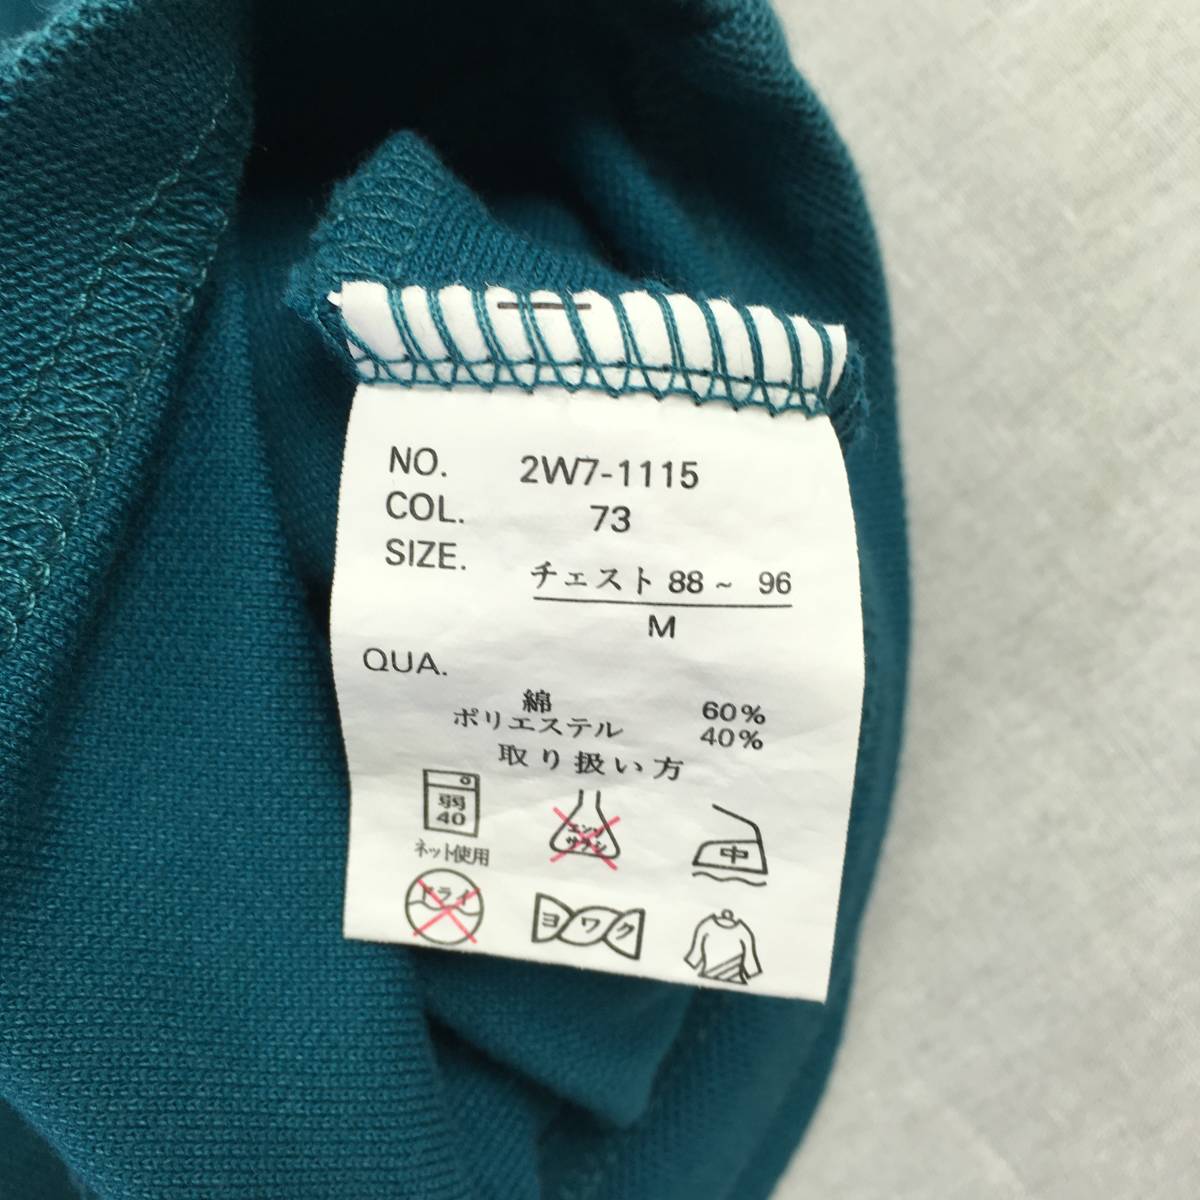 NO. 2W7-1115
COL. 73
SIZE. チェスト 88 ~ 96
M
QUA.
綿 60%
ポリエステル 40%
取り扱い方
弱
40
エンソ
サラシ
中
ネット使用
ドライ
ヨワク